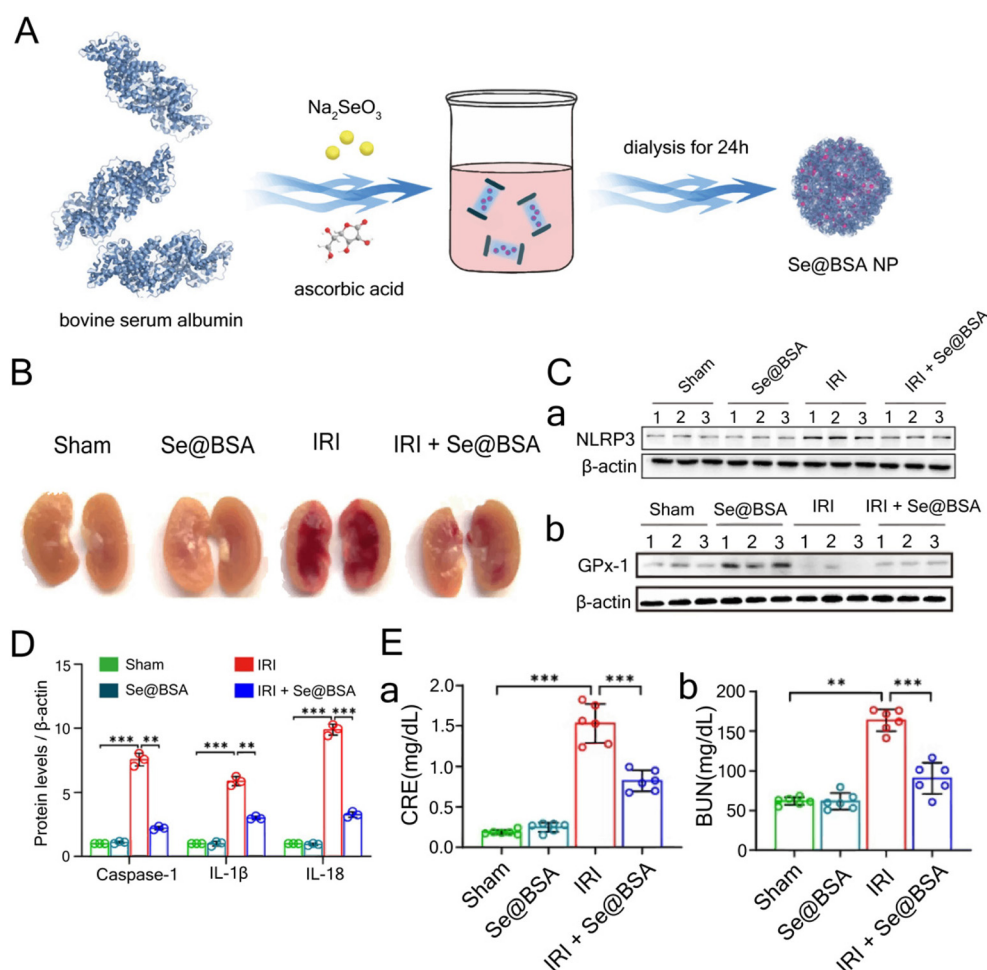 A
Na₂SeO₃
dialysis for 24h
ascorbic acid
bovine serum albumin
Se@BSA NP
B
Sham Se@BSA IRI IRI + Se@BSA
C
a
Sham Se@BSA IRI IRI + Se@BSA
1 2 3 1 2 3 1 2 3 1 2 3
NLRP3
β-actin
b
Sham Se@BSA IRI IRI + Se@BSA
1 2 3 1 2 3 1 2 3 1 2 3
GPx-1
β-actin
D
Sham IRI
Se@BSA IRI + Se@BSA
Protein levels / β-actin
15
10
5
0
*** ** *** ** *** ***
Caspase-1 IL-1β IL-18
E
a
CRE(mg/dL)
2.0
1.5
1.0
0.5
0.0
*** ***
Sham Se@BSA IRI IRI + Se@BSA
b
BUN(mg/dL)
200
150
100
50
0
** ***
Sham Se@BSA IRI IRI + Se@BSA